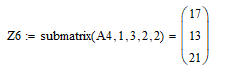 17
Z6 := submatrix(A4,1,3,2,2) = 13
21